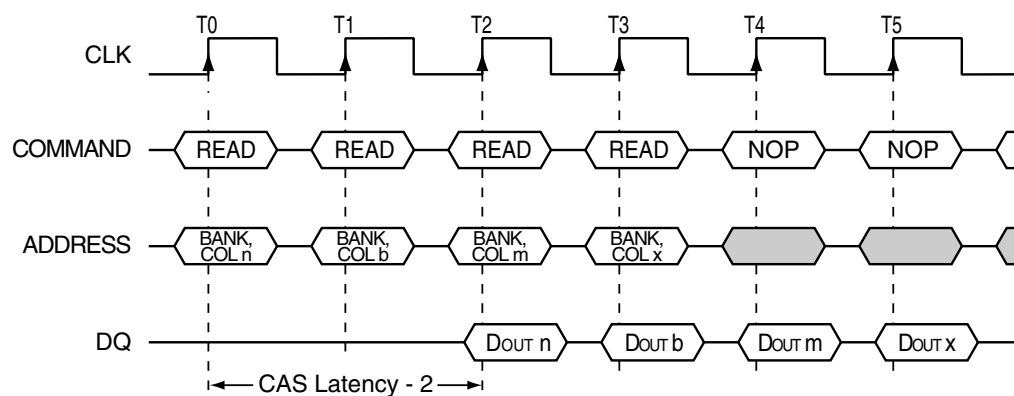 T0 T1 T2 T3 T4 T5
CLK
COMMAND READ READ READ READ NOP NOP
ADDRESS BANK, COL n BANK, COL b BANK, COL m BANK, COL x
DQ DOUT n DOUT b DOUT m DOUT x
CAS Latency - 2